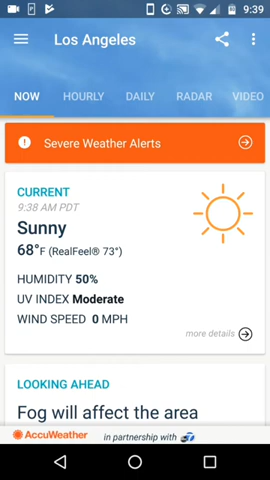 9:39
Los Angeles
NOW HOURLY DAILY RADAR VIDEO
Severe Weather Alerts
CURRENT
9:38 AM PDT
Sunny
68°F (RealFeel® 73°)
HUMIDITY 50%
UV INDEX Moderate
WIND SPEED 0 MPH
more details
LOOKING AHEAD
Fog will affect the area
AccuWeather in partnership with 7